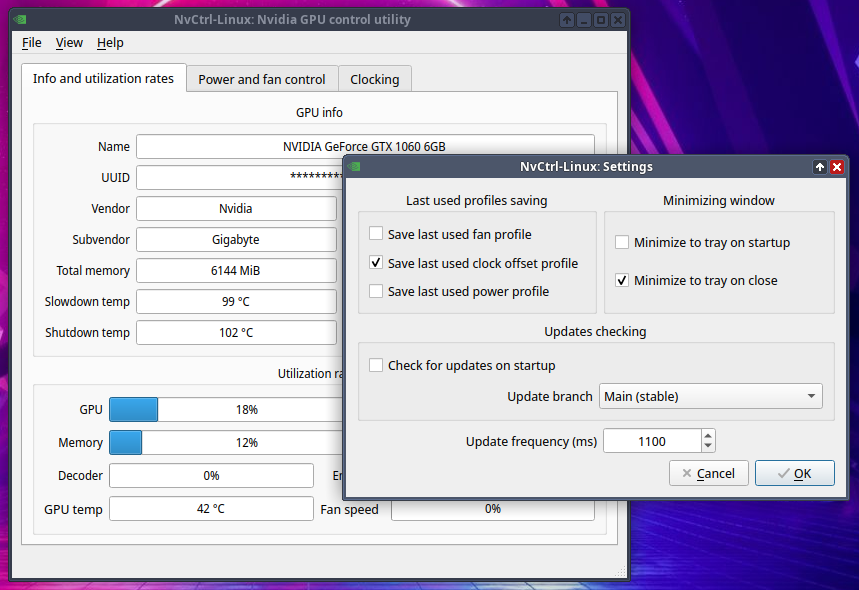 NvCtrl-Linux: Nvidia GPU control utility
File View Help
Info and utilization rates Power and fan control Clocking
GPU info
Name NVIDIA GeForce GTX 1060 6GB
UUID *********
Vendor Nvidia
Subvendor Gigabyte
Total memory 6144 MiB
Slowdown temp 99 °C
Shutdown temp 102 °C
Utilization
GPU 18%
Memory 12%
Decoder 0%
GPU temp 42 °C Fan speed 0%
NvCtrl-Linux: Settings
Last used profiles saving
Save last used fan profile
Save last used clock offset profile
Save last used power profile
Minimizing window
Minimize to tray on startup
Minimize to tray on close
Updates checking
Check for updates on startup
Update branch Main (stable)
Update frequency (ms) 1100
Cancel OK